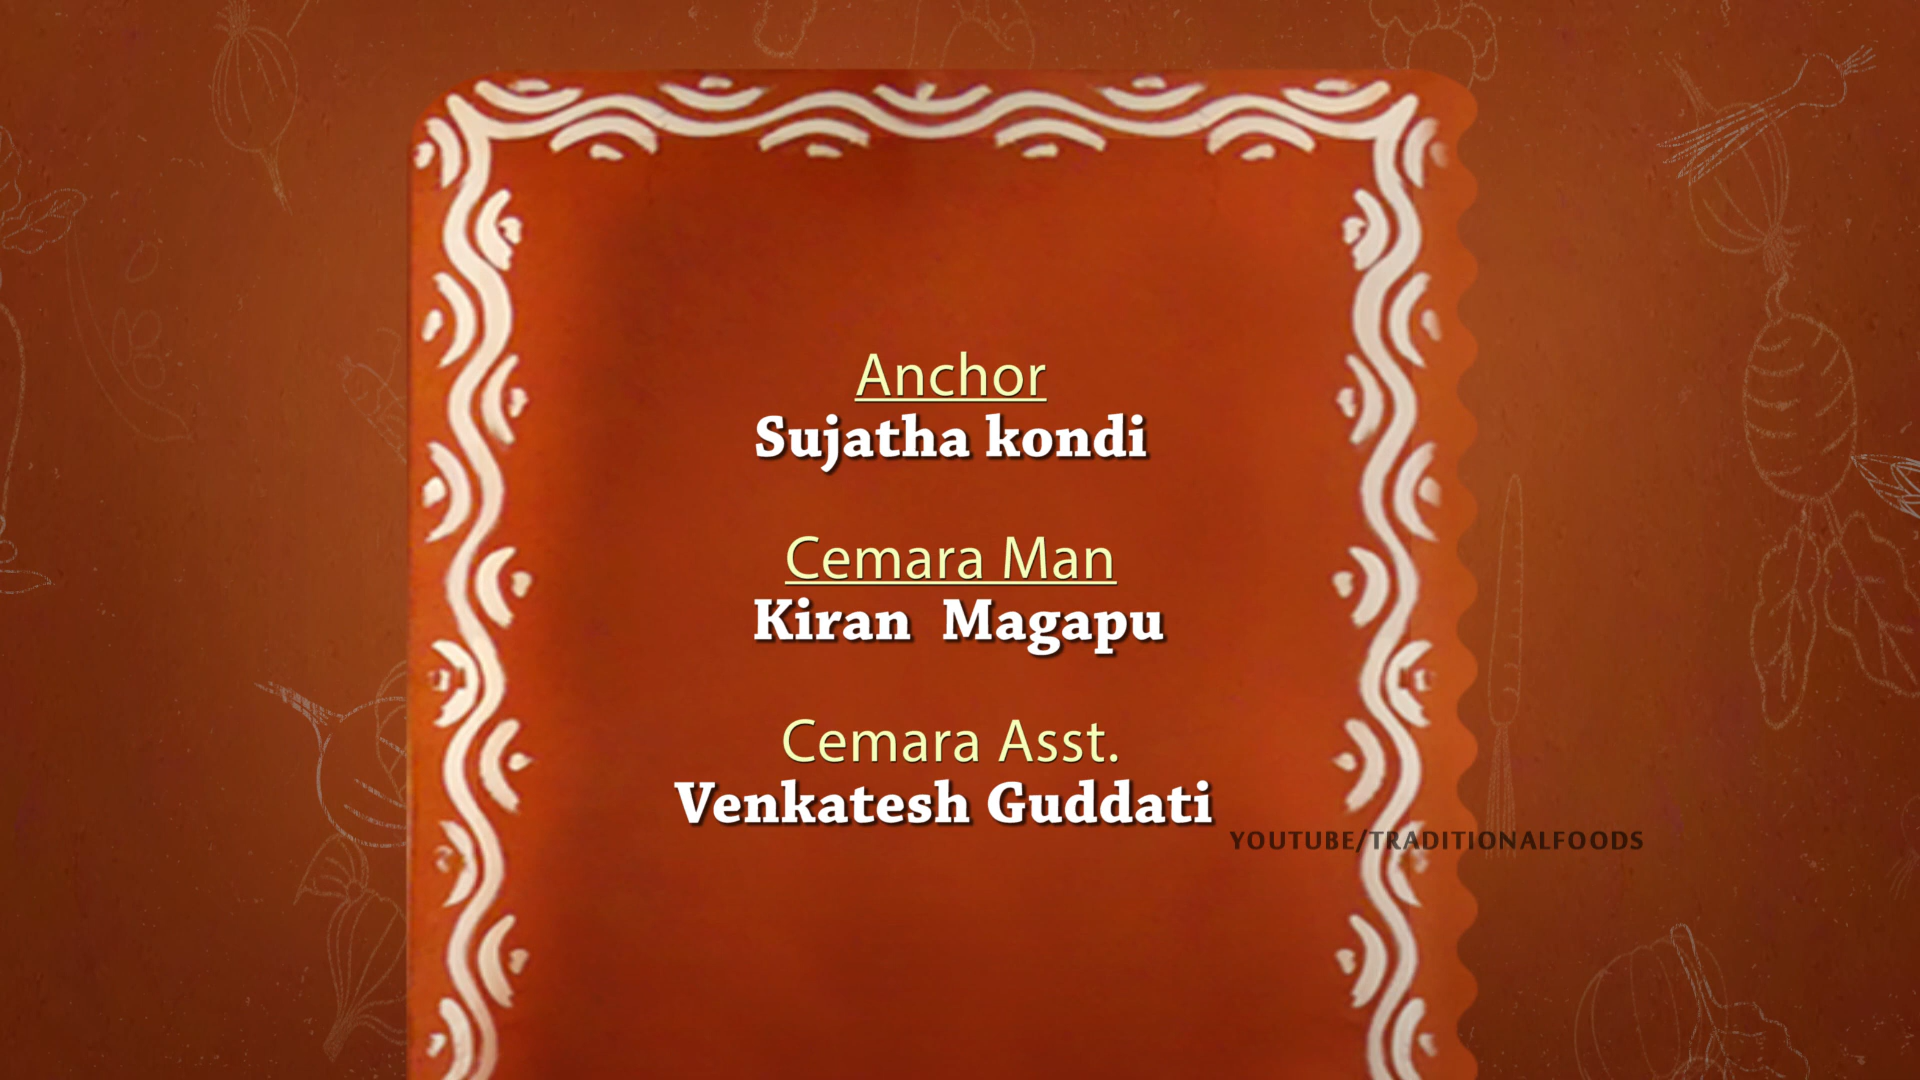 Anchor
Sujatha kondi
Cemara Man
Kiran Magapu
Cemara Asst.
Venkatesh Guddati
YOUTUBE/TRADITIONALFOODS